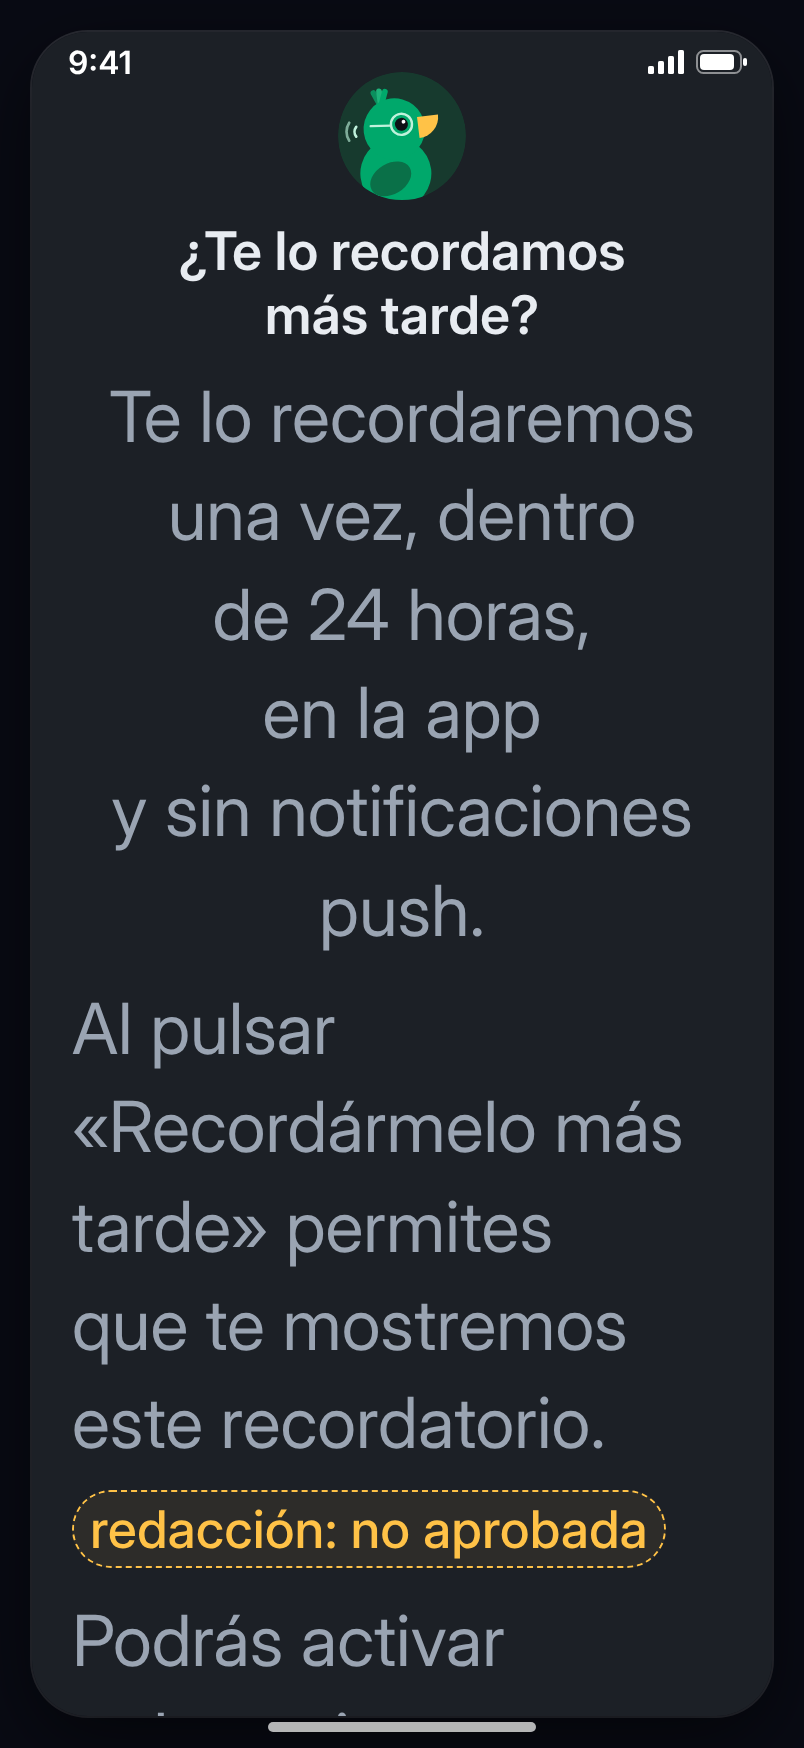 9:41
¿Te lo recordamos
más tarde?
Te lo recordaremos
una vez, dentro
de 24 horas,
en la app
y sin notificaciones
push.
Al pulsar
«Recordármelo más
tarde» permites
que te mostremos
este recordatorio.
redacción: no aprobada
Podrás activar